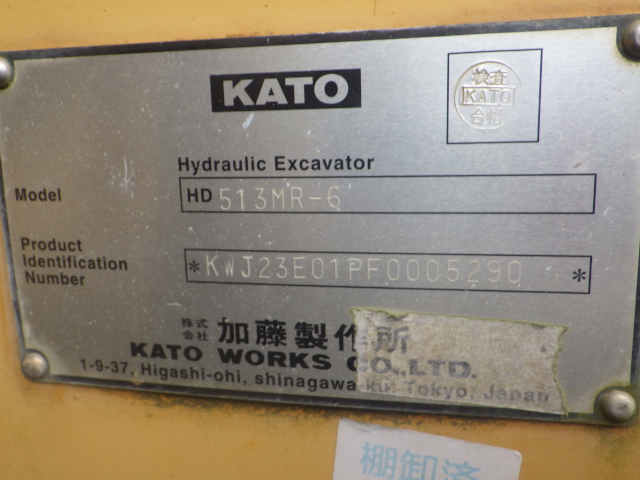 KATO
検査
KATO
合格
Hydraulic Excavator
Model HD 513MR-6
Product
Identification
Number
*KWJ23E01PF0005290*
株式
会社 加藤製作所
KATO WORKS CO.,LTD.
1-9-37, Higashi-ohi, shinagawa-ku, Tokyo, Japan
棚卸済